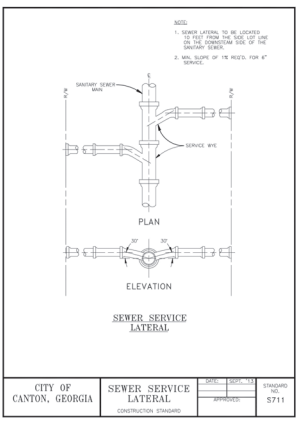 NOTE:
1. SEWER LATERAL TO BE LOCATED
10 FEET FROM THE SIDE LOT LINE
ON THE DOWNSTEAM SIDE OF THE
SANITARY SEWER.
2. MIN. SLOPE OF 1% REQ'D. FOR 6"
SERVICE.
SANITARY SEWER
MAIN
R/W
R/W
SERVICE WYE
PLAN
30°
30°
ELEVATION
SEWER SERVICE
LATERAL
CITY OF
CANTON, GEORGIA
SEWER SERVICE
LATERAL
CONSTRUCTION STANDARD
DATE: SEPT. '13
APPROVED:
STANDARD
NO.
S711